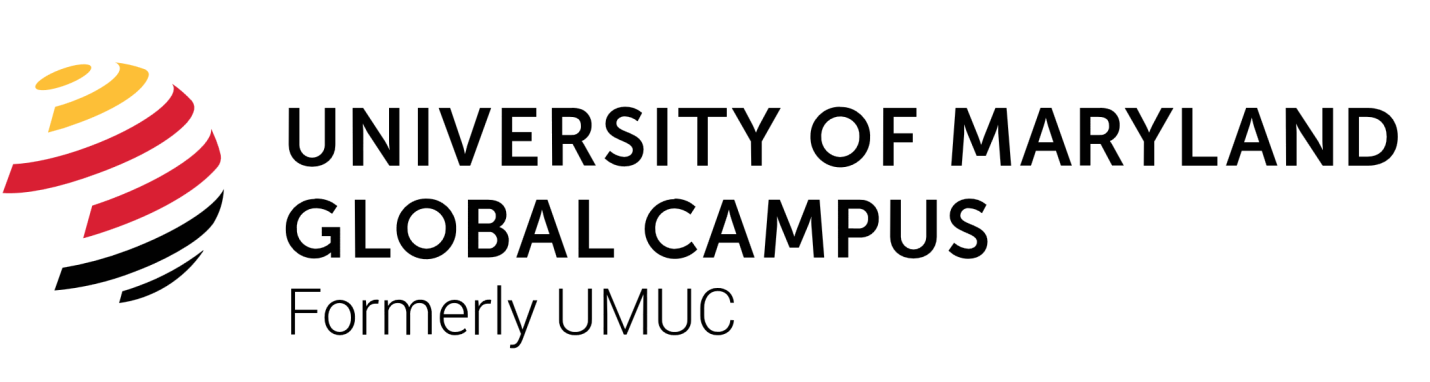 UNIVERSITY OF MARYLAND
GLOBAL CAMPUS
Formerly UMUC